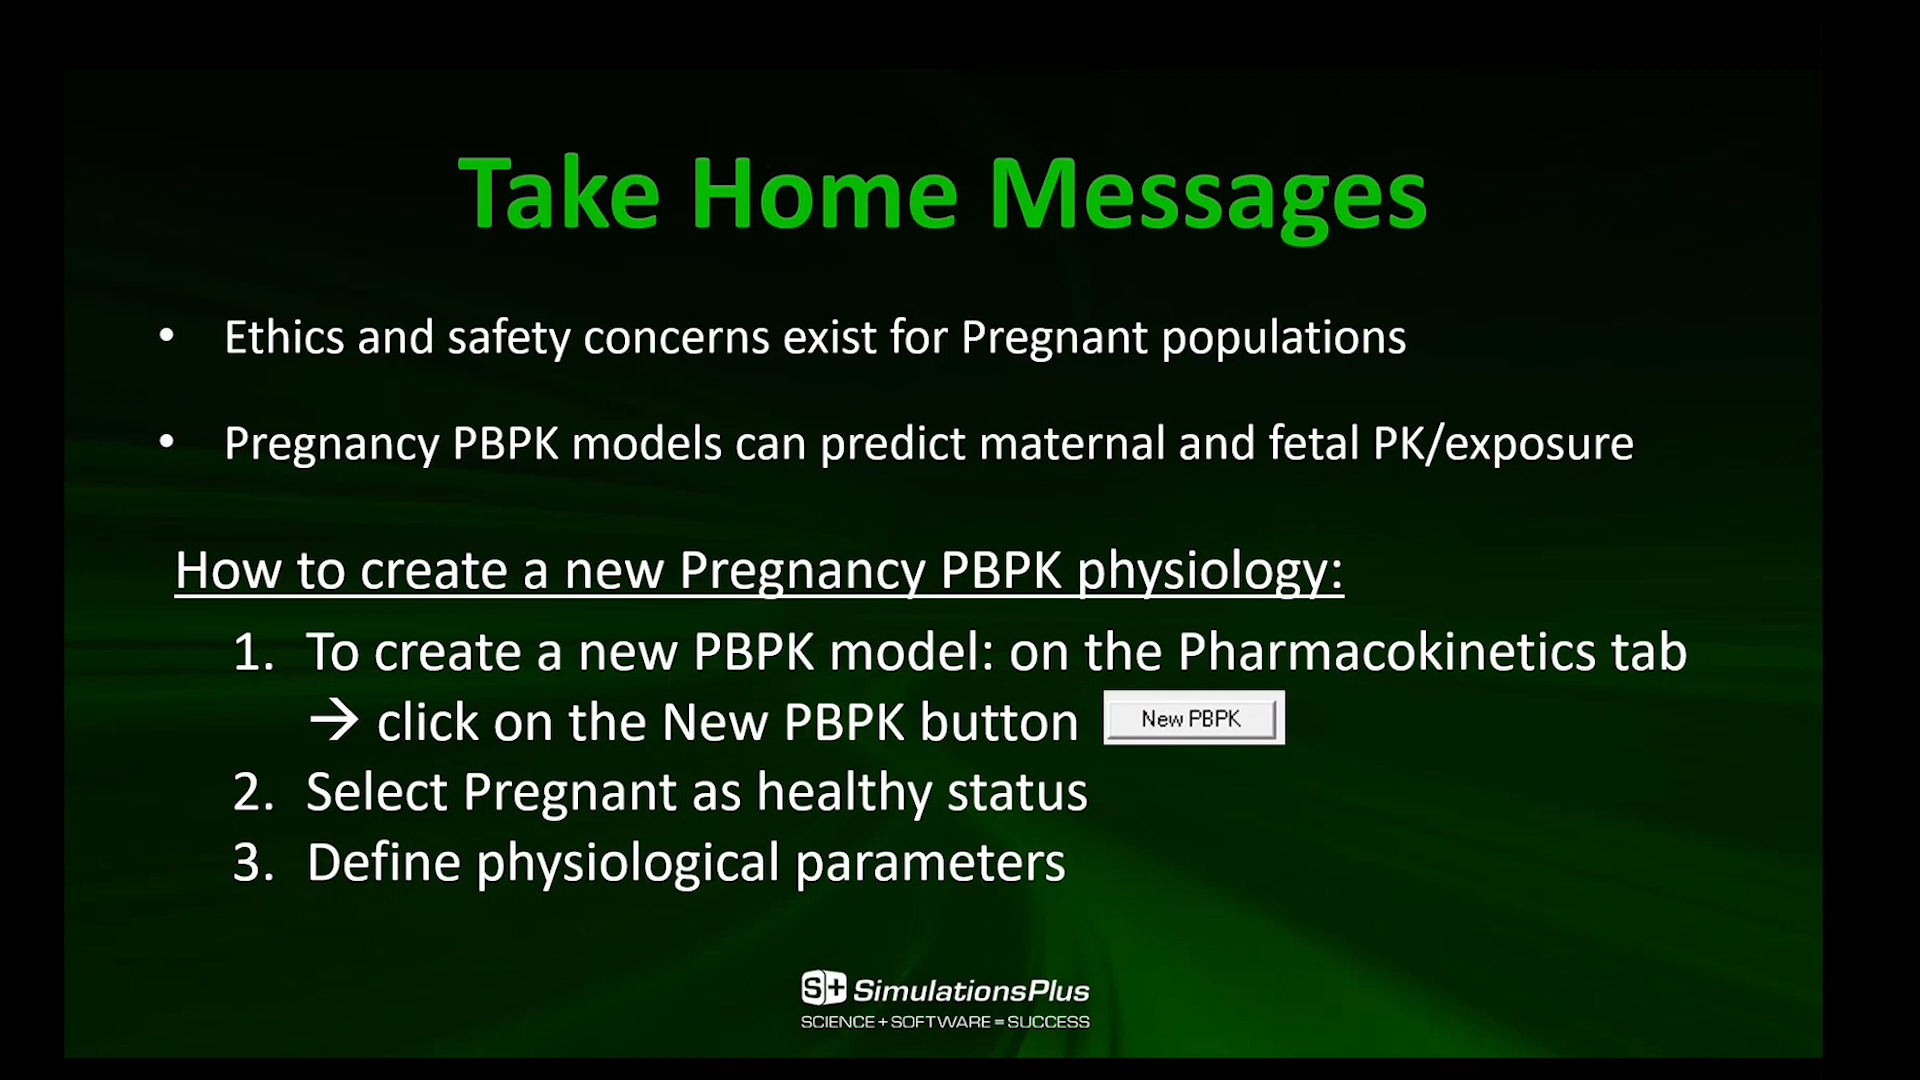 Take Home Messages
• Ethics and safety concerns exist for Pregnant populations
• Pregnancy PBPK models can predict maternal and fetal PK/exposure
How to create a new Pregnancy PBPK physiology:
1. To create a new PBPK model: on the Pharmacokinetics tab
→ click on the New PBPK button New PBPK
2. Select Pregnant as healthy status
3. Define physiological parameters
S+ SimulationsPlus
SCIENCE + SOFTWARE = SUCCESS